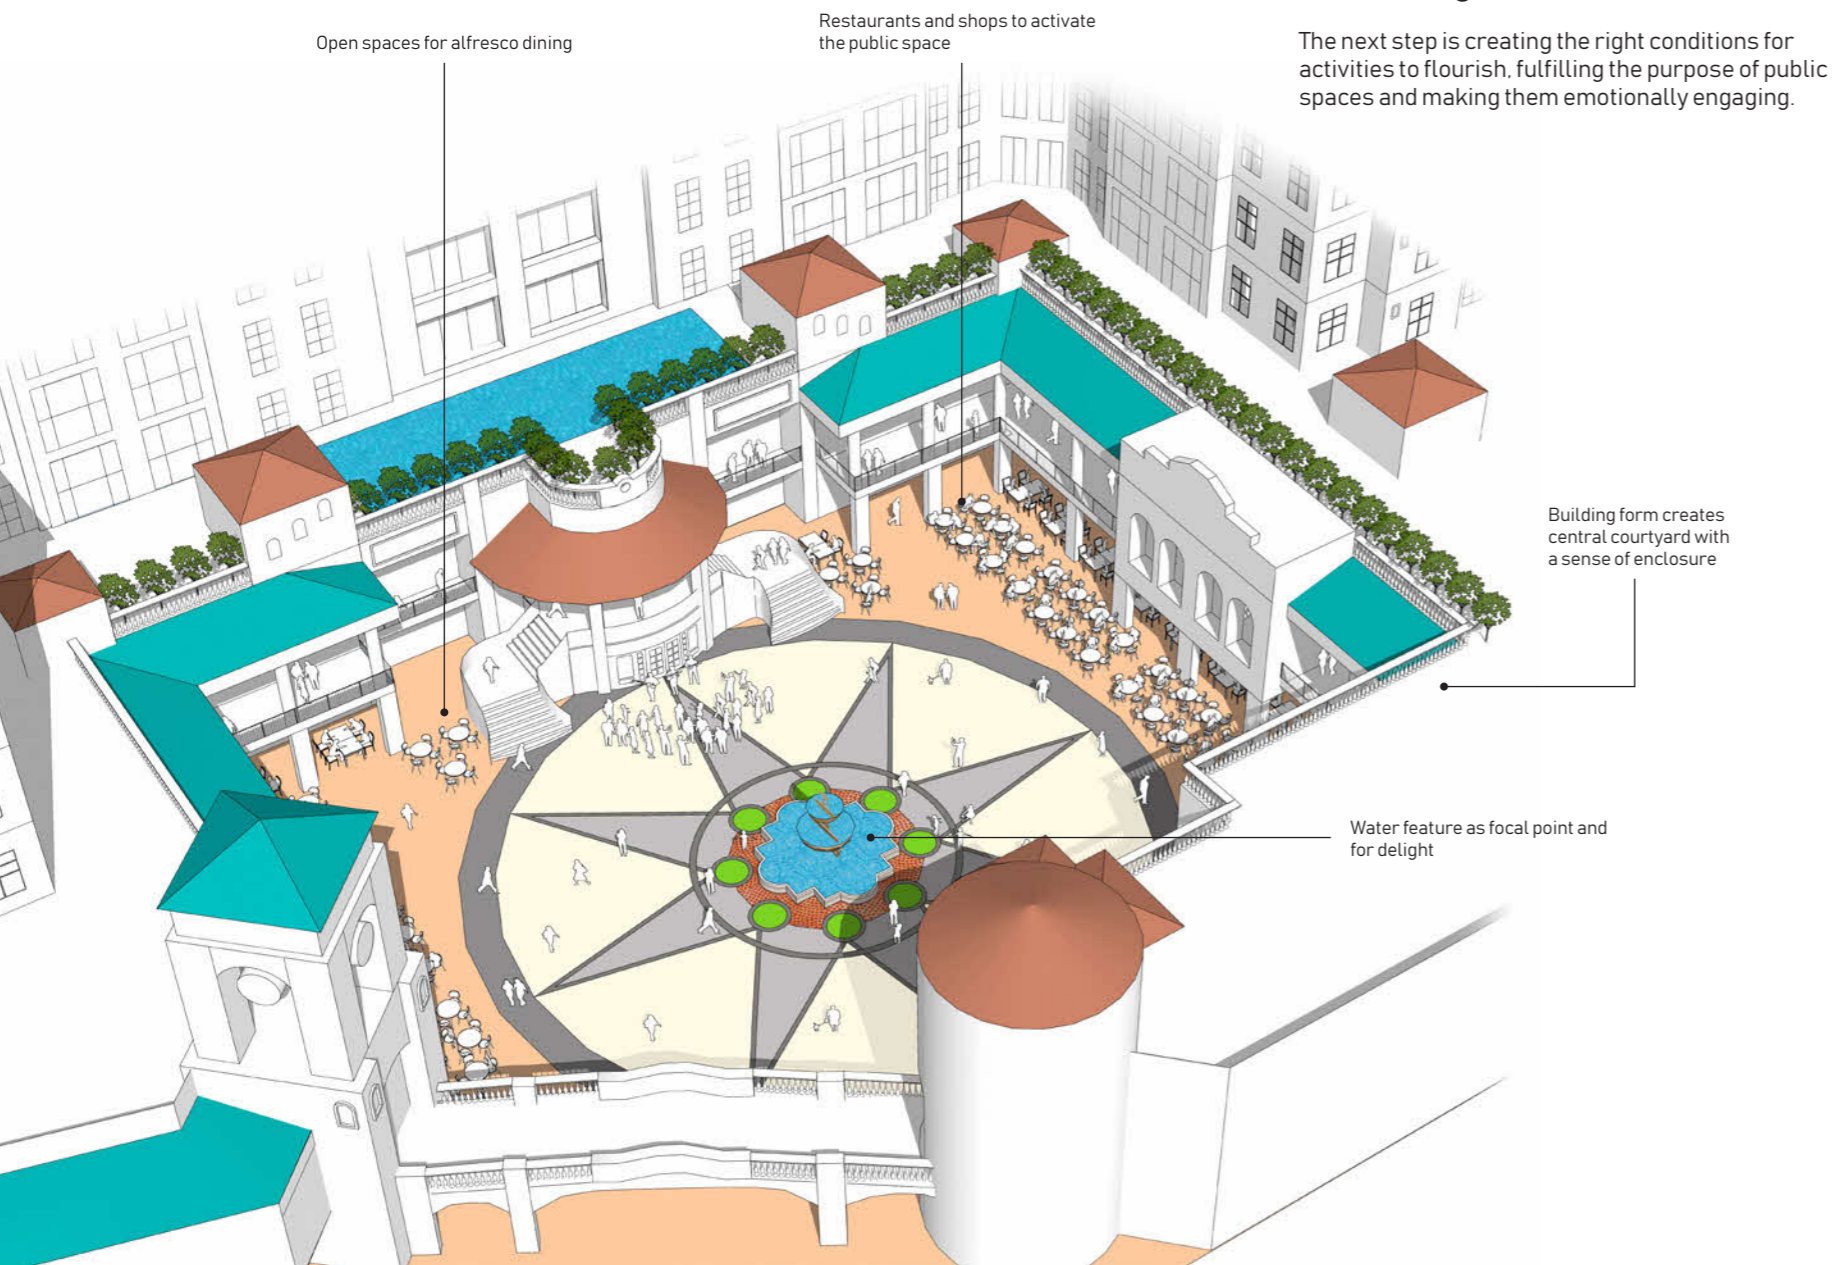 Open spaces for alfresco dining
Restaurants and shops to activate
the public space
The next step is creating the right conditions for
activities to flourish, fulfilling the purpose of public
spaces and making them emotionally engaging.
Building form creates
central courtyard with
a sense of enclosure
Water feature as focal point and
for delight